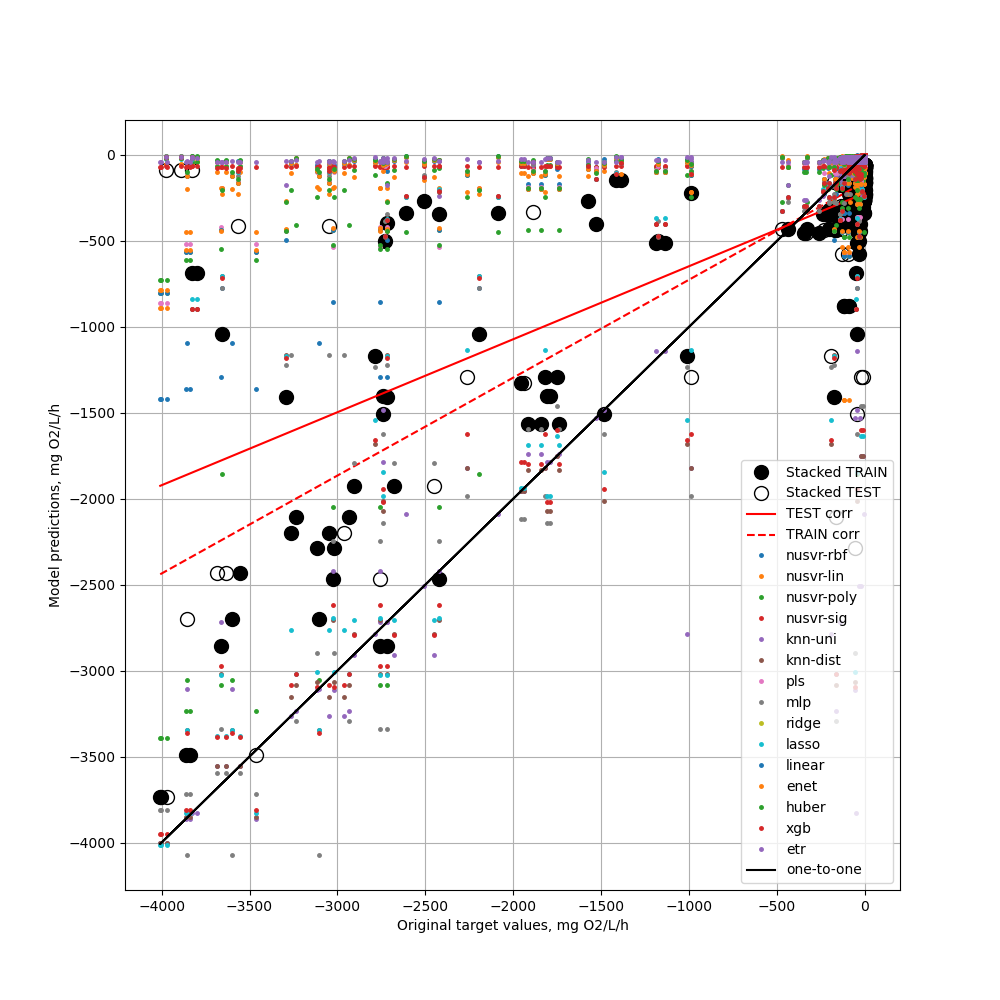 0
−500
−1000
−1500
−2000
−2500
−3000
−3500
−4000
Model predictions, mg O2/L/h
−4000 −3500 −3000 −2500 −2000 −1500 −1000 −500 0
Original target values, mg O2/L/h
Stacked TRAIN
Stacked TEST
TEST corr
TRAIN corr
nusvr-rbf
nusvr-lin
nusvr-poly
nusvr-sig
knn-uni
knn-dist
pls
mlp
ridge
lasso
linear
enet
huber
xgb
etr
one-to-one